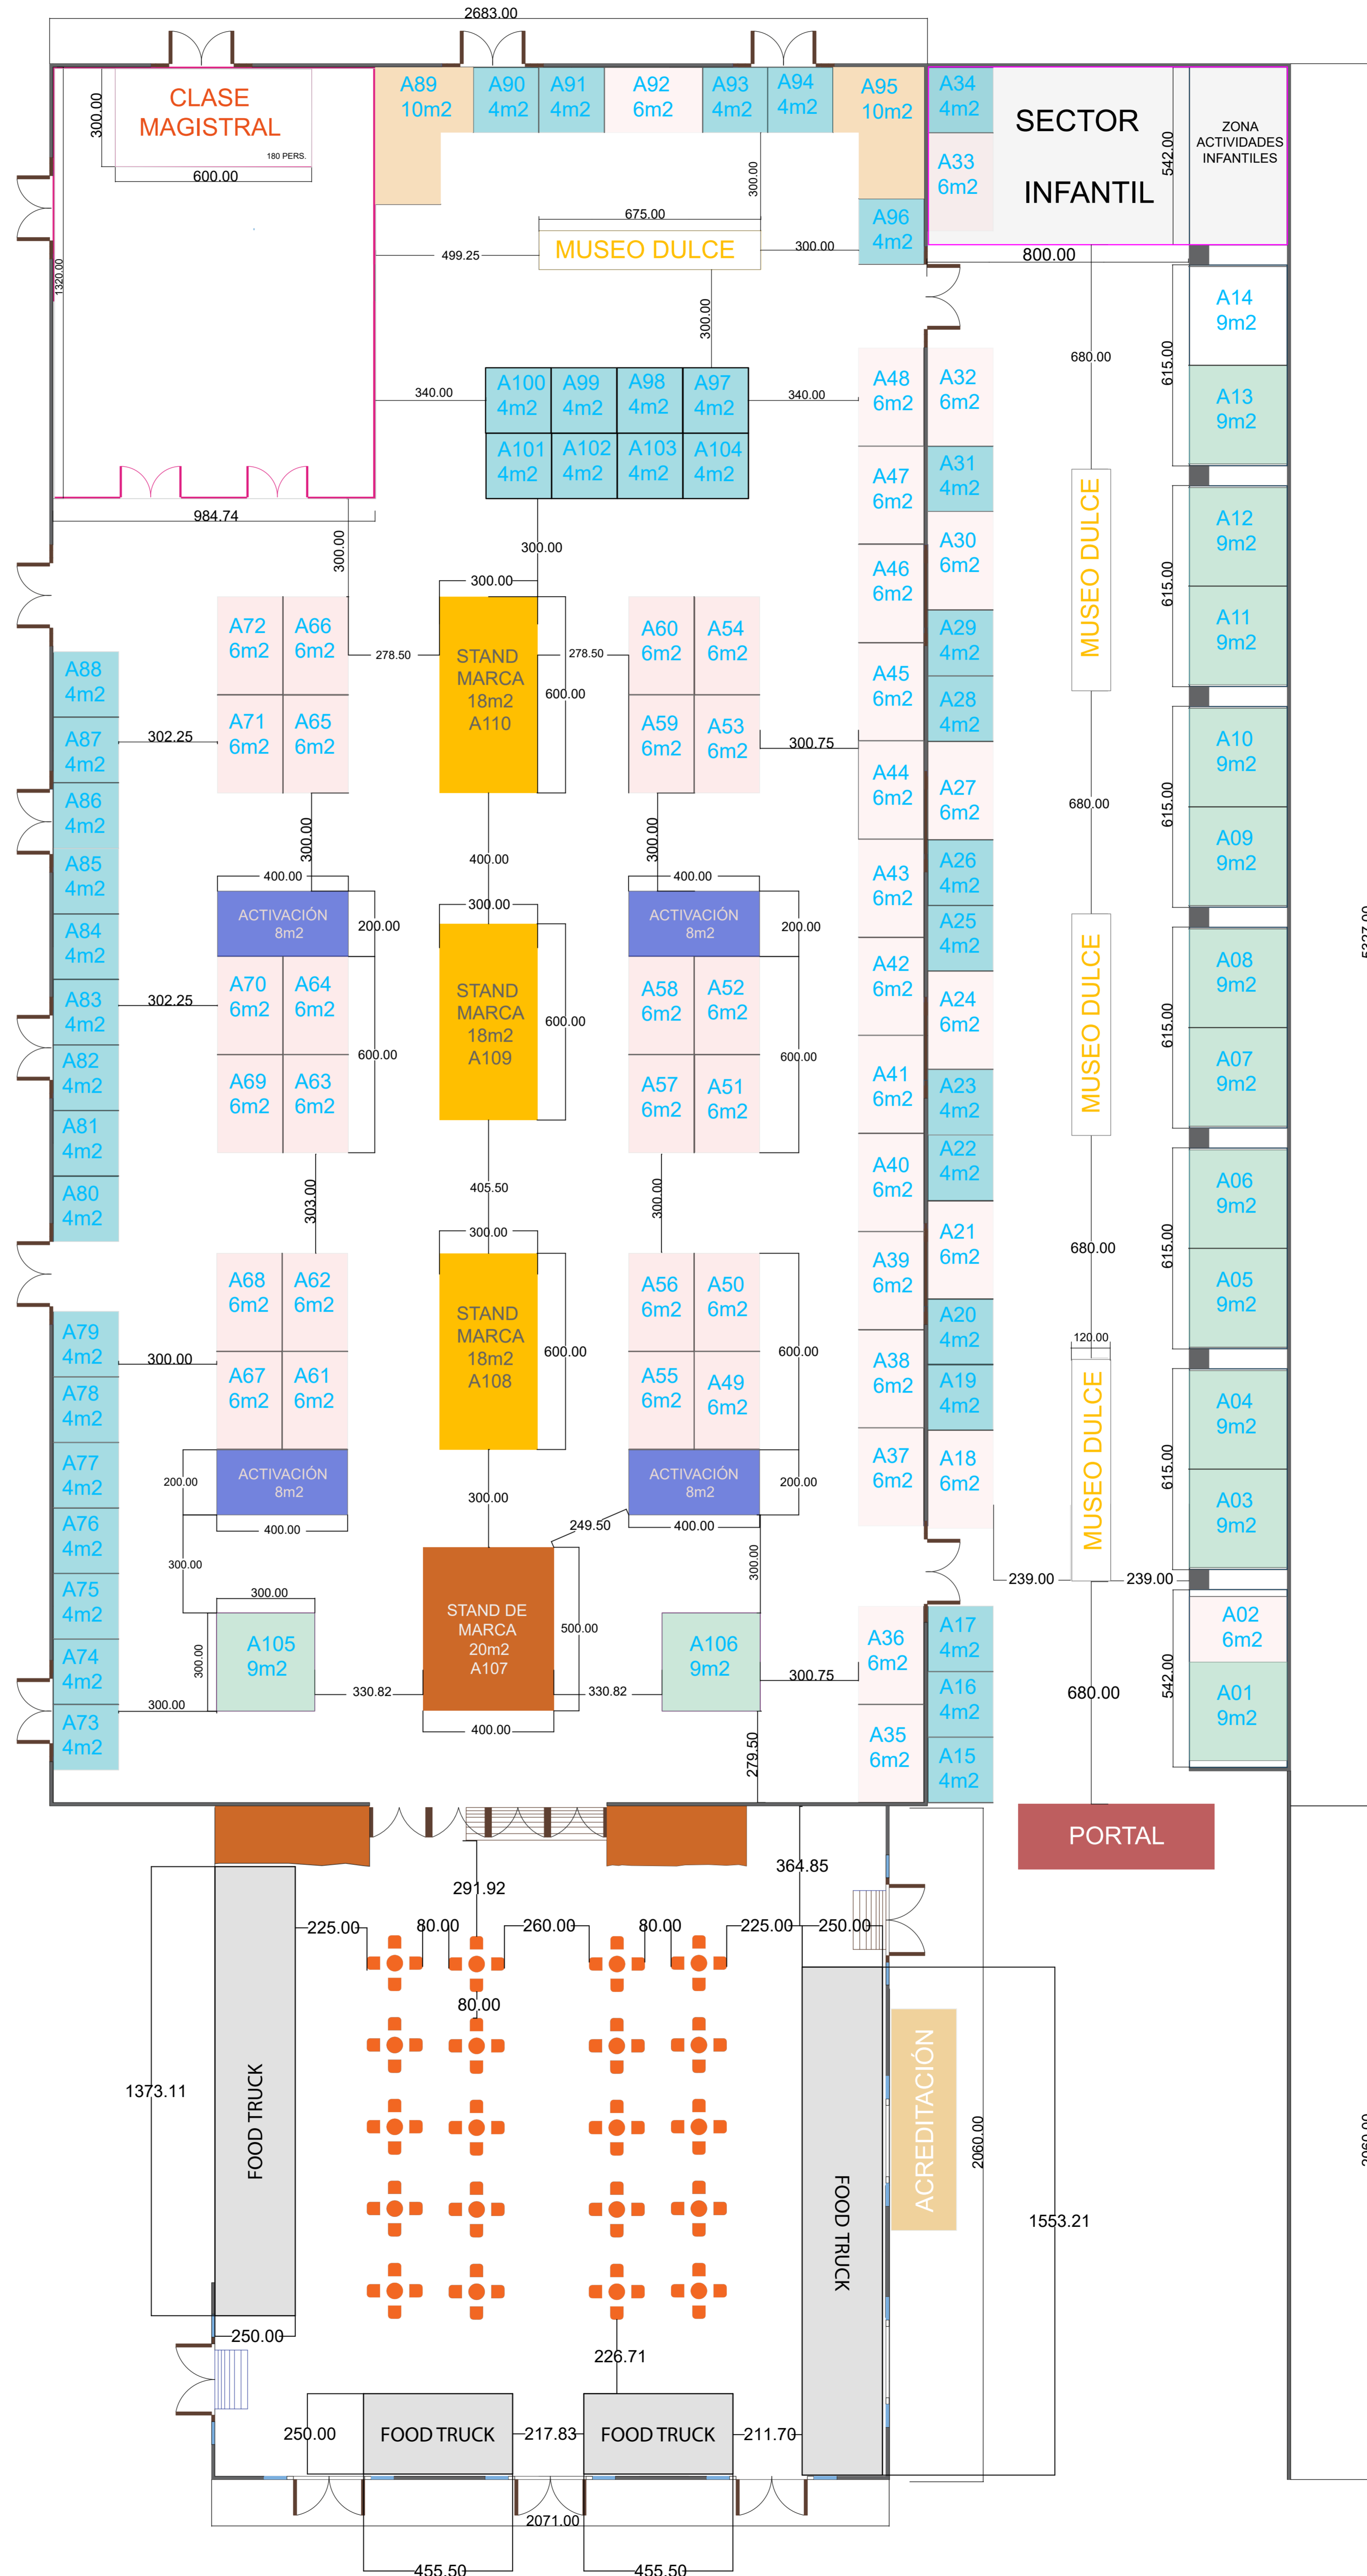 2683.00
CLASE
MAGISTRAL
180 PERS.
300.00
600.00
1320.00
984.74
A89
10m2
A90
4m2
A91
4m2
A92
6m2
A93
4m2
A94
4m2
A95
10m2
A96
4m2
300.00
675.00
MUSEO DULCE
499.25
300.00
300.00
A34
4m2
A33
6m2
SECTOR
INFANTIL
542.00
ZONA
ACTIVIDADES
INFANTILES
800.00
340.00
A100
4m2
A99
4m2
A98
4m2
A97
4m2
A101
4m2
A102
4m2
A103
4m2
A104
4m2
340.00
300.00
300.00
300.00
A48
6m2
A47
6m2
A46
6m2
A45
6m2
A44
6m2
A43
6m2
A42
6m2
A41
6m2
A40
6m2
A39
6m2
A38
6m2
A37
6m2
A36
6m2
A35
6m2
A32
6m2
A31
4m2
A30
6m2
A29
4m2
A28
4m2
A27
6m2
A26
4m2
A25
4m2
A24
6m2
A23
4m2
A22
4m2
A21
6m2
A20
4m2
A19
4m2
A18
6m2
A17
4m2
A16
4m2
A15
4m2
680.00
MUSEO DULCE
680.00
MUSEO DULCE
680.00
120.00
MUSEO DULCE
239.00
239.00
680.00
615.00
615.00
615.00
615.00
615.00
615.00
542.00
A14
9m2
A13
9m2
A12
9m2
A11
9m2
A10
9m2
A09
9m2
A08
9m2
A07
9m2
A06
9m2
A05
9m2
A04
9m2
A03
9m2
A02
6m2
A01
9m2
5327.00
A72
6m2
A66
6m2
A71
6m2
A65
6m2
278.50
STAND
MARCA
18m2
A110
278.50
600.00
A60
6m2
A54
6m2
A59
6m2
A53
6m2
302.25
300.75
300.00
400.00
300.00
A88
4m2
A87
4m2
A86
4m2
A85
4m2
A84
4m2
A83
4m2
A82
4m2
A81
4m2
A80
4m2
A79
4m2
A78
4m2
A77
4m2
A76
4m2
A75
4m2
A74
4m2
A73
4m2
400.00
ACTIVACIÓN
8m2
200.00
300.00
400.00
ACTIVACIÓN
8m2
200.00
A70
6m2
A64
6m2
A69
6m2
A63
6m2
302.25
600.00
STAND
MARCA
18m2
A109
600.00
A58
6m2
A52
6m2
A57
6m2
A51
6m2
600.00
303.00
405.50
300.00
300.00
A68
6m2
A62
6m2
A67
6m2
A61
6m2
300.00
STAND
MARCA
18m2
A108
600.00
A56
6m2
A50
6m2
A55
6m2
A49
6m2
600.00
200.00
ACTIVACIÓN
8m2
400.00
300.00
ACTIVACIÓN
8m2
200.00
249.50
400.00
300.00
300.00
300.00
300.00
A105
9m2
330.82
STAND DE
MARCA
20m2
A107
500.00
400.00
330.82
A106
9m2
300.75
300.00
279.50
PORTAL
291.92
364.85
225.00
80.00
260.00
80.00
225.00
250.00
80.00
1373.11
FOOD TRUCK
250.00
FOOD TRUCK
ACREDITACIÓN
2060.00
1553.21
2060.00
226.71
250.00
FOOD TRUCK
217.83
FOOD TRUCK
211.70
2071.00
455.50
455.50